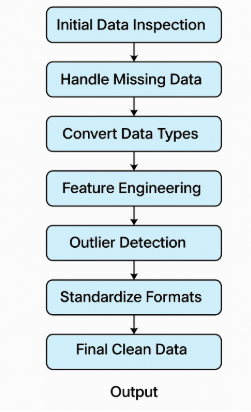 Initial Data Inspection
Handle Missing Data
Convert Data Types
Feature Engineering
Outlier Detection
Standardize Formats
Final Clean Data
Output